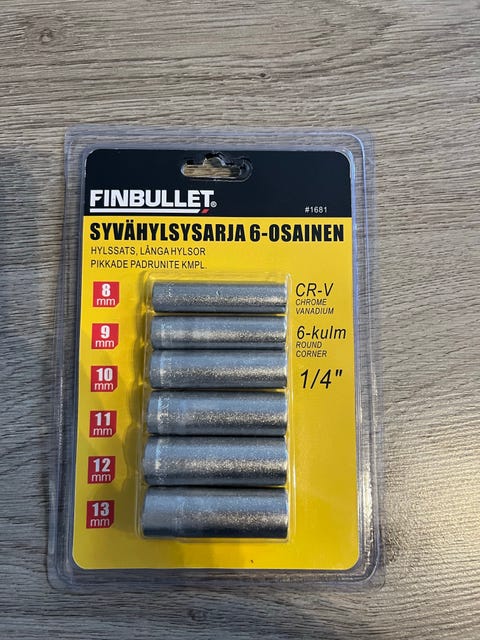 FINBULLET®
#1681
SYVÄHYLSYSARJA 6-OSAINEN
HYLSSATS, LÅNGA HYLSOR
PIKKADE PADRUNITE KMPL.
8 mm
9 mm
10 mm
11 mm
12 mm
13 mm
CR-V
CHROME
VANADIUM
6-kulm
ROUND
CORNER
1/4"